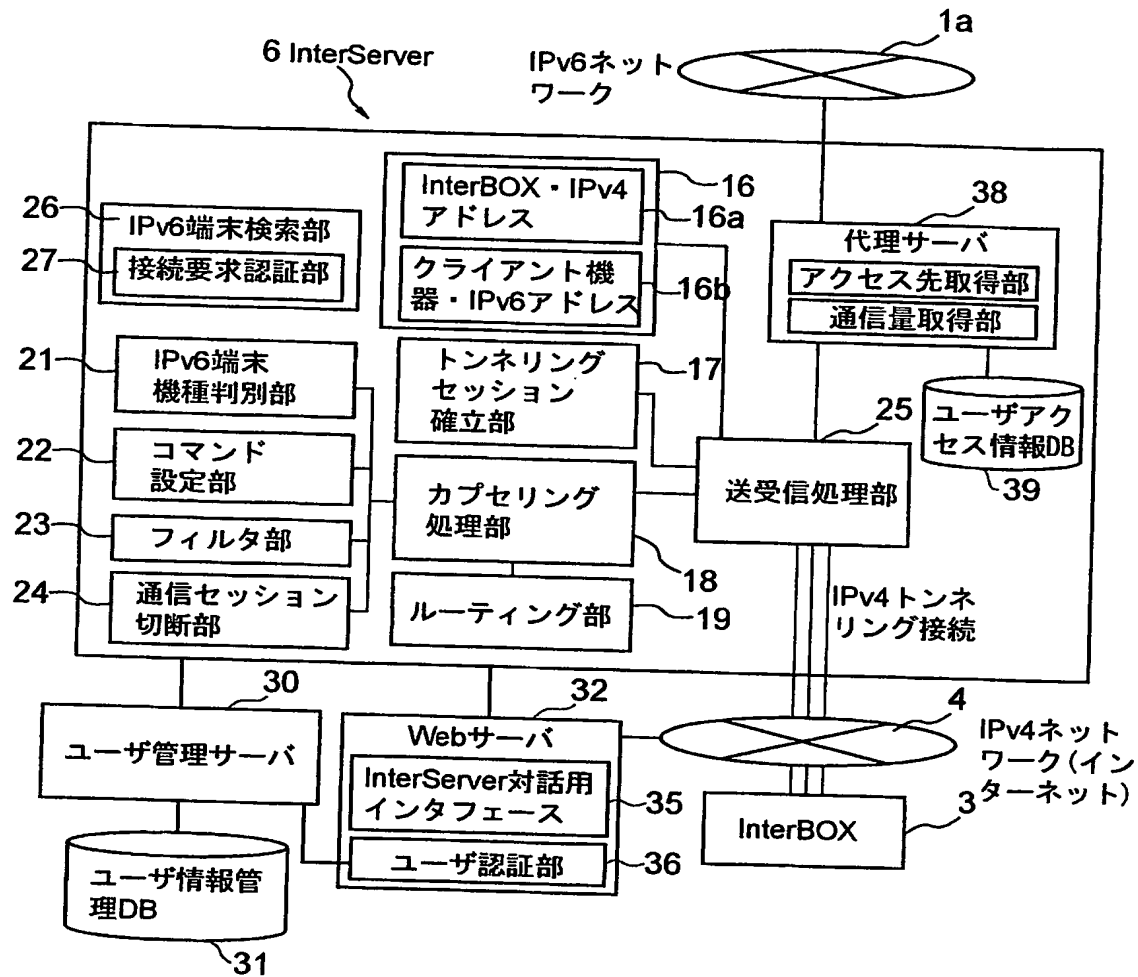 1a
6 InterServer
IPv6ネット
ワーク
InterBOX・IPv4
アドレス
16
16a
クライアント機
器・IPv6アドレス
16b
26
IPv6端末検索部
27
接続要求認証部
38
代理サーバ
アクセス先取得部
通信量取得部
21
IPv6端末
機種判別部
トンネリング
セッション
確立部
17
25
ユーザアク
セス情報DB
39
22
コマンド
設定部
カプセリング
処理部
18
送受信処理部
23
フィルタ部
24
通信セッション
切断部
ルーティング部
19
IPv4トンネ
リング接続
30
ユーザ管理サーバ
32
Webサーバ
InterServer対話用
インタフェース
35
ユーザ認証部
36
4
IPv4ネット
ワーク(イン
ターネット)
InterBOX
3
ユーザ情報管
理DB
31